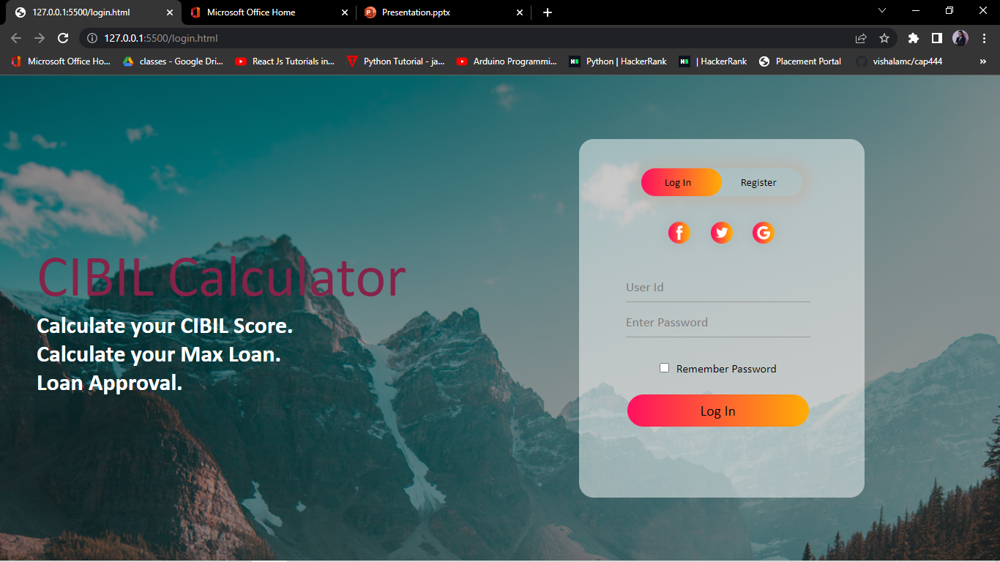 127.0.0.1:5500/login.html
Microsoft Office Home
Presentation.pptx
127.0.0.1:5500/login.html
Microsoft Office Ho...
classes - Google Dri...
React Js Tutorials in...
Python Tutorial - ja...
Arduino Programmi...
Python | HackerRank
| HackerRank
Placement Portal
vishalamc/cap444
CIBIL Calculator
Calculate your CIBIL Score.
Calculate your Max Loan.
Loan Approval.
Log In
Register
User Id
Enter Password
Remember Password
Log In